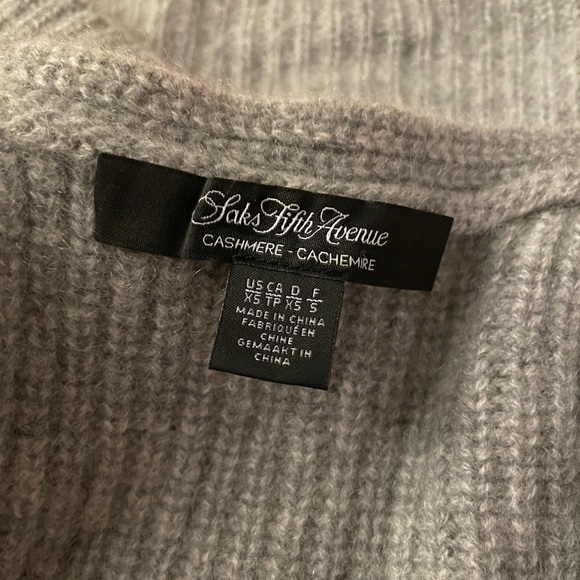 Saks Fifth Avenue
CASHMERE - CACHEMIRE
US CA D F
XS TP XS S
MADE IN CHINA
FABRIQUÉ EN
CHINE
GEMAAKT IN
CHINA